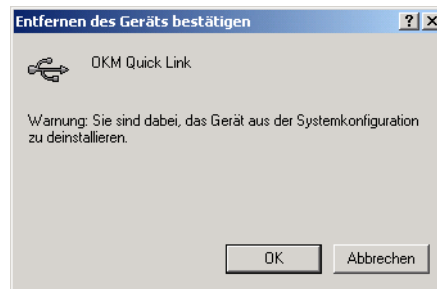 Entfernen des Geräts bestätigen
OKM Quick Link
Warnung: Sie sind dabei, das Gerät aus der Systemkonfiguration
zu deinstallieren.
OK
Abbrechen